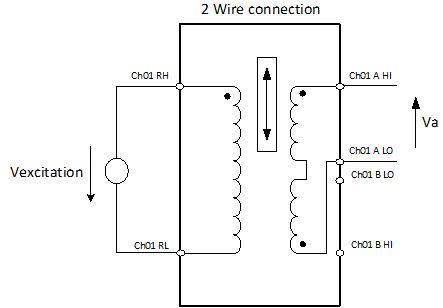 2 Wire connection
Ch01 RH
Ch01 A HI
Va
Vexcitation
Ch01 A LO
Ch01 B LO
Ch01 RL
Ch01 B HI